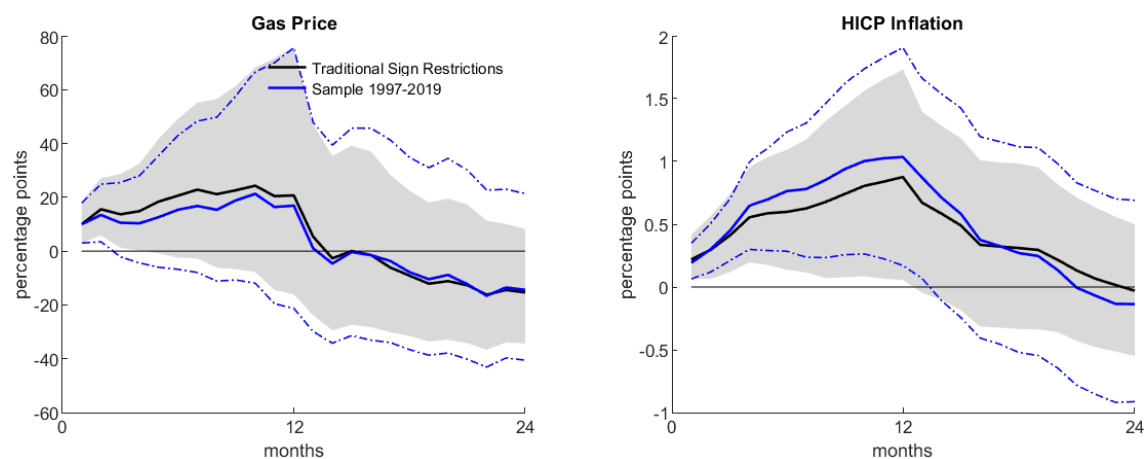 Gas Price
80
60
40
20
0
-20
-40
-60
0
12
24
percentage points
months
Traditional Sign Restrictions
Sample 1997-2019
HICP Inflation
2
1.5
1
0.5
0
-0.5
-1
0
12
24
percentage points
months